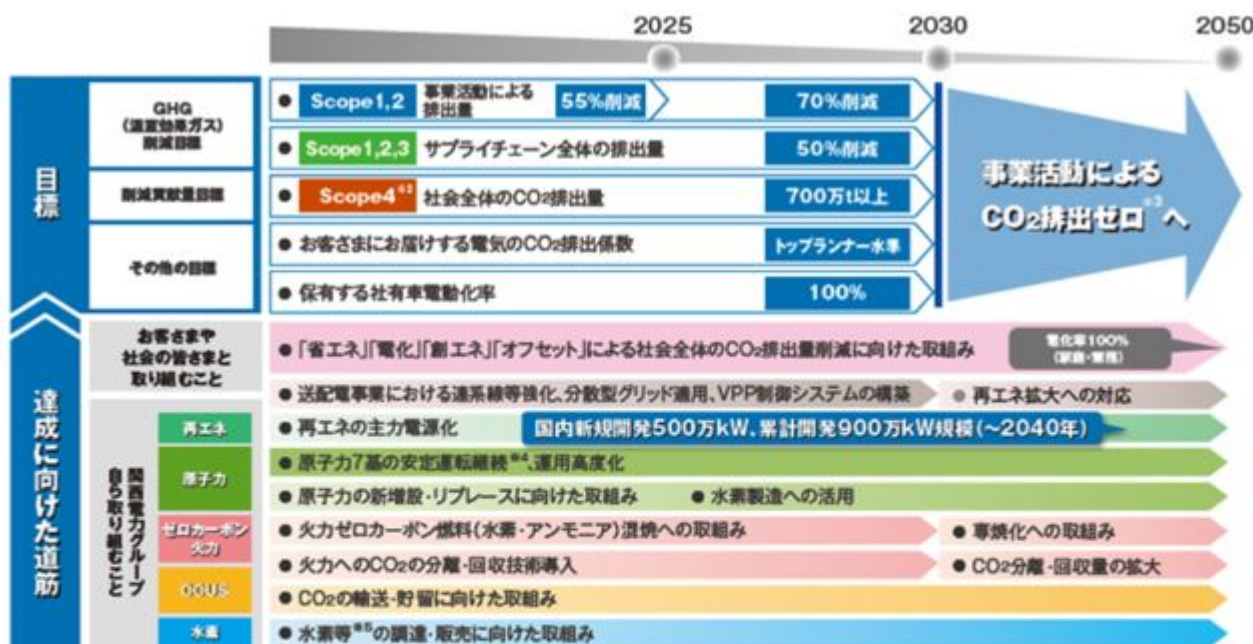 2025
2030
2050
目標
GHG
(温室効果ガス)
削減目標
● Scope1,2 事業活動による
排出量
55%削減
70%削減
● Scope1,2,3 サプライチェーン全体の排出量
50%削減
削減貢献量目標
● Scope4※2 社会全体のCO2排出量
700万t以上
その他の目標
● お客さまにお届けする電気のCO2排出係数
トップランナー水準
● 保有する社有車電動化率
100%
事業活動による
CO2排出ゼロ※3へ
達成に向けた道筋
お客さまや
社会の皆さまと
取り組むこと
● 「省エネ」「電化」「創エネ」「オフセット」による社会全体のCO2排出量削減に向けた取組み
電化率100%
(家庭・業務)
● 送配電事業における連系線等強化、分散型グリッド適用、VPP制御システムの構築
● 再エネ拡大への対応
関西電力グループ
自ら取り組むこと
再エネ
● 再エネの主力電源化
国内新規開発500万kW、累計開発900万kW規模(~2040年)
原子力
● 原子力7基の安定運転継続※4、運用高度化
● 原子力の新増設・リプレースに向けた取組み
● 水素製造への活用
ゼロカーボン
火力
● 火力ゼロカーボン燃料(水素・アンモニア)混焼への取組み
● 専焼化への取組み
● 火力へのCO2の分離・回収技術導入
● CO2分離・回収量の拡大
CCUS
● CO2の輸送・貯留に向けた取組み
水素
● 水素等※5の調達・販売に向けた取組み